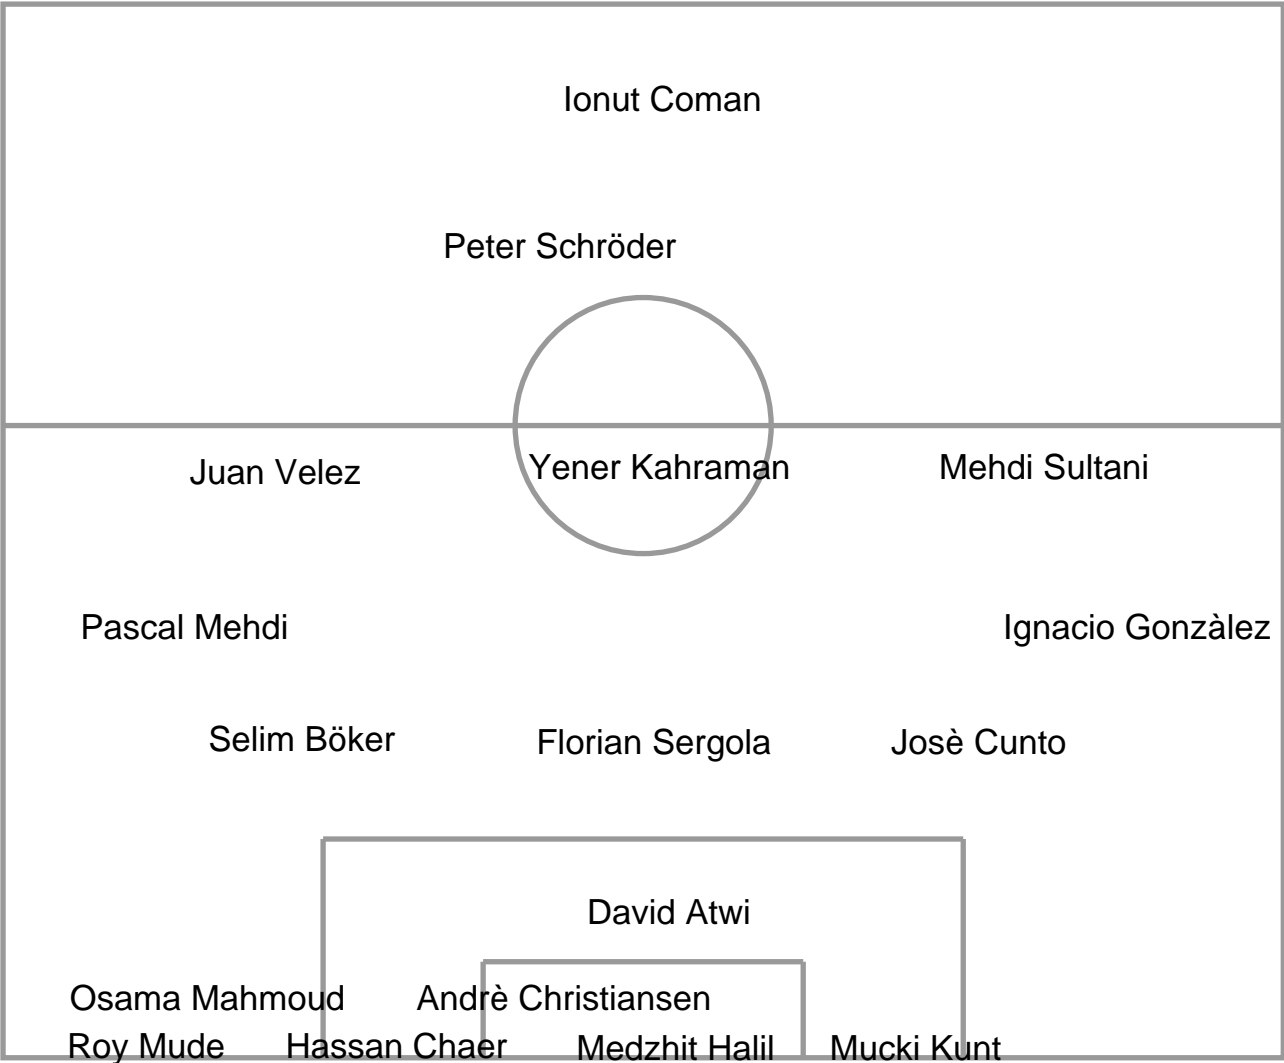 Ionut Coman
Peter Schröder
Juan Velez Yener Kahraman Mehdi Sultani
Pascal Mehdi Ignacio Gonzàlez
Selim Böker Florian Sergola Josè Cunto
David Atwi
Osama Mahmoud Andrè Christiansen
Roy Mude Hassan Chaer Medzhit Halil Mucki Kunt